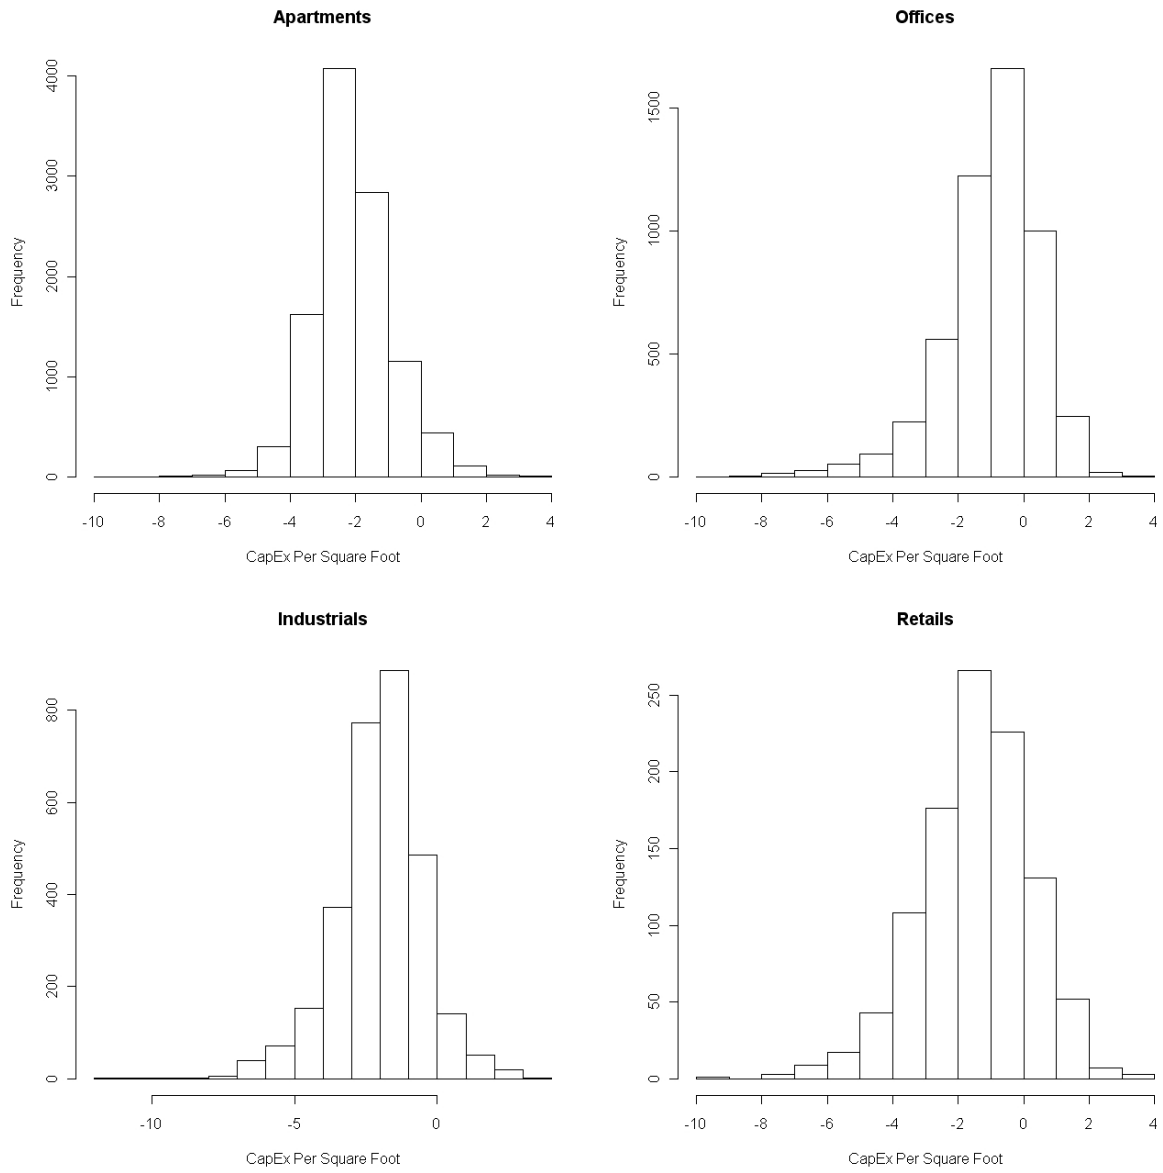 Apartments
Frequency
4000
3000
2000
1000
0
-10 -8 -6 -4 -2 0 2 4
CapEx Per Square Foot
Offices
Frequency
1500
1000
500
0
-10 -8 -6 -4 -2 0 2 4
CapEx Per Square Foot
Industrials
Frequency
800
600
400
200
0
-10 -5 0
CapEx Per Square Foot
Retails
Frequency
250
200
150
100
50
0
-10 -8 -6 -4 -2 0 2 4
CapEx Per Square Foot